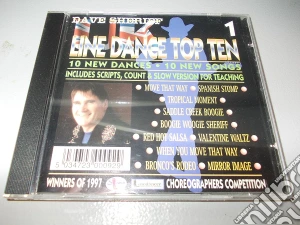 DAVE SHERIFF
1
LINE DANCE TOP TEN
10 NEW DANCES • 10 NEW SONGS
INCLUDES SCRIPTS, COUNT & SLOW VERSION FOR TEACHING
MOVE THAT WAY • SPANISH STOMP
TROPICAL MOMENT
SADDLE CREEK BOOGIE
BOOGIE WOOGIE SHERIFF
RED HOT SALSA • VALENTINE WALTZ
WHEN YOU MOVE THAT WAY
BRONCO'S RODEO • MIRROR IMAGE
WINNERS OF 1997
CHOREOGRAPHERS COMPETITION